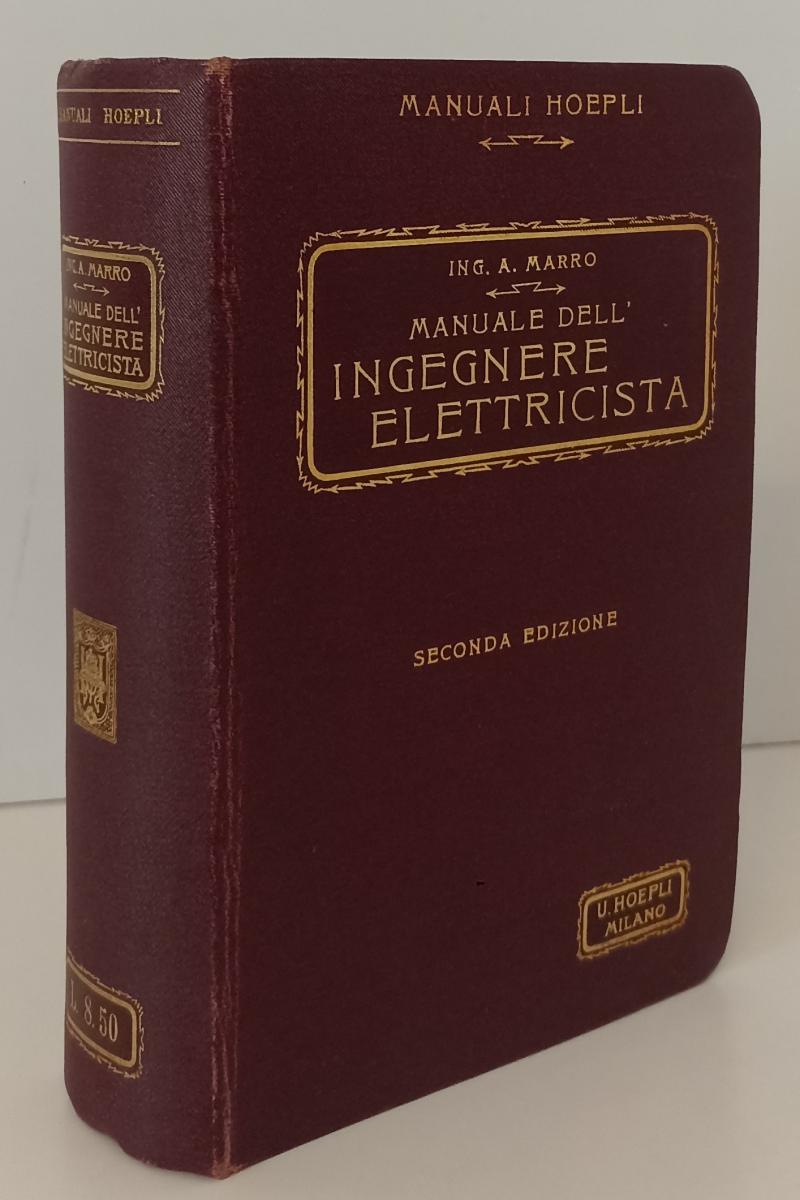 MANUALI HOEPLI
ING. A. MARRO
MANUALE DELL'
INGEGNERE
ELETTRICISTA
SECONDA EDIZIONE
U. HOEPLI
MILANO
MANUALI HOEPLI
ING. A. MARRO
MANUALE DELL'
INGEGNERE
ELETTRICISTA
L. 8.50